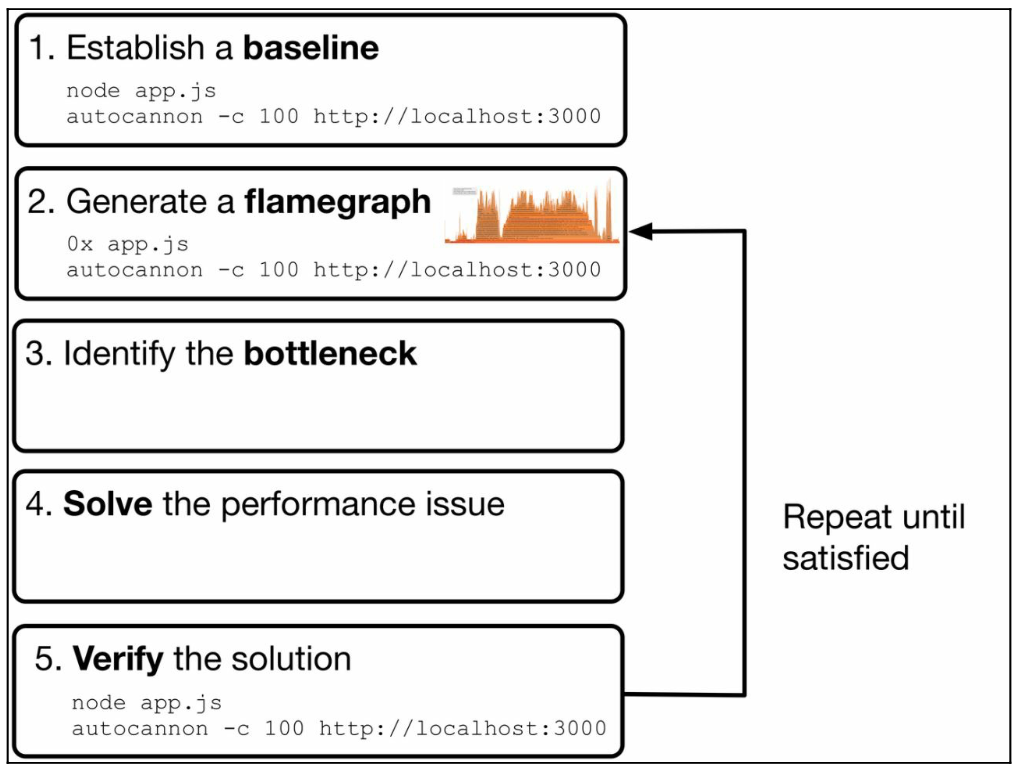 1. Establish a baseline
node app.js
autocannon -c 100 http://localhost:3000
2. Generate a flamegraph
0x app.js
autocannon -c 100 http://localhost:3000
3. Identify the bottleneck
4. Solve the performance issue
Repeat until
satisfied
5. Verify the solution
node app.js
autocannon -c 100 http://localhost:3000